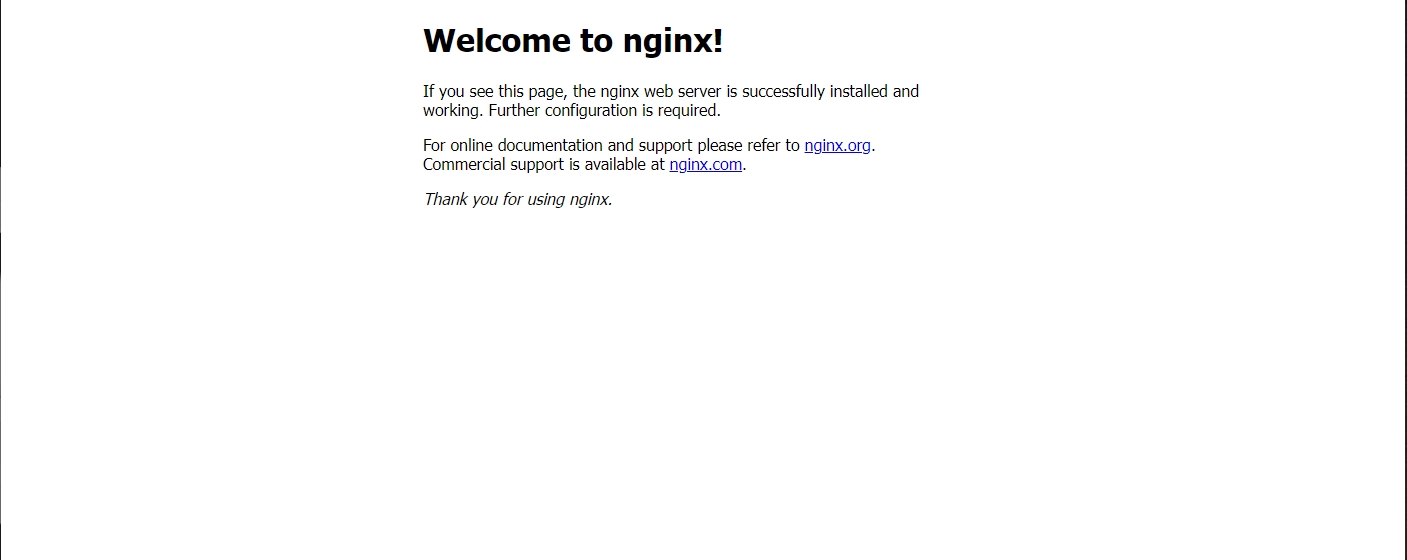 Welcome to nginx!
If you see this page, the nginx web server is successfully installed and
working. Further configuration is required.
For online documentation and support please refer to nginx.org.
Commercial support is available at nginx.com.
Thank you for using nginx.